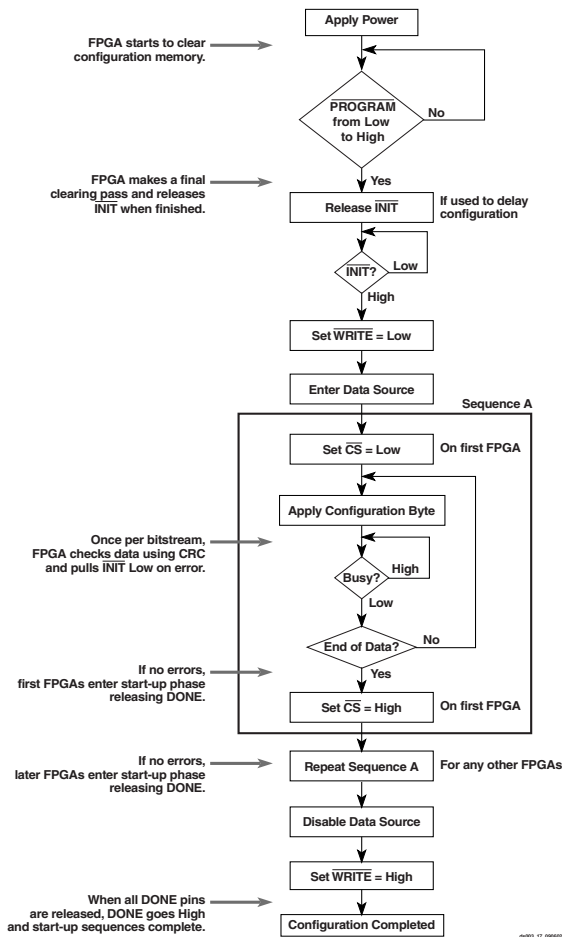 Apply Power
FPGA starts to clear
configuration memory.
PROGRAM
from Low
to High
No
Yes
FPGA makes a final
clearing pass and releases
INIT when finished.
Release INIT
If used to delay
configuration
INIT?
Low
High
Set WRITE = Low
Enter Data Source
Sequence A
Set CS = Low
On first FPGA
Apply Configuration Byte
Once per bitstream,
FPGA checks data using CRC
and pulls INIT Low on error.
Busy?
High
Low
End of Data?
No
Yes
If no errors,
first FPGAs enter start-up phase
releasing DONE.
Set CS = High
On first FPGA
If no errors,
later FPGAs enter start-up phase
releasing DONE.
Repeat Sequence A
For any other FPGAs
Disable Data Source
Set WRITE = High
When all DONE pins
are released, DONE goes High
and start-up sequences complete.
Configuration Completed